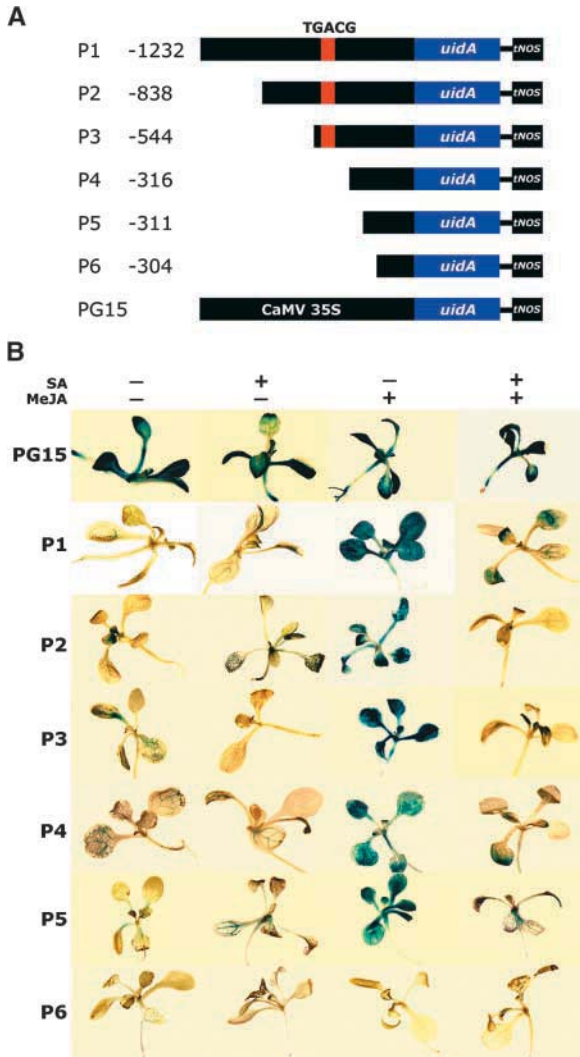 A
TGACG
P1 -1232 uidA tNOS
P2 -838 uidA tNOS
P3 -544 uidA tNOS
P4 -316 uidA tNOS
P5 -311 uidA tNOS
P6 -304 uidA tNOS
PG15 CaMV 35S uidA tNOS
B
SA − + − +
MeJA − − + +
PG15
P1
P2
P3
P4
P5
P6